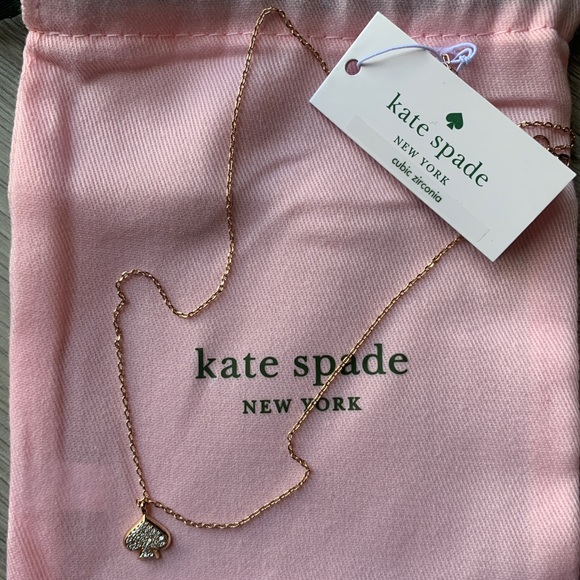 kate spade
NEW YORK
cubic zirconia
kate spade
NEW YORK